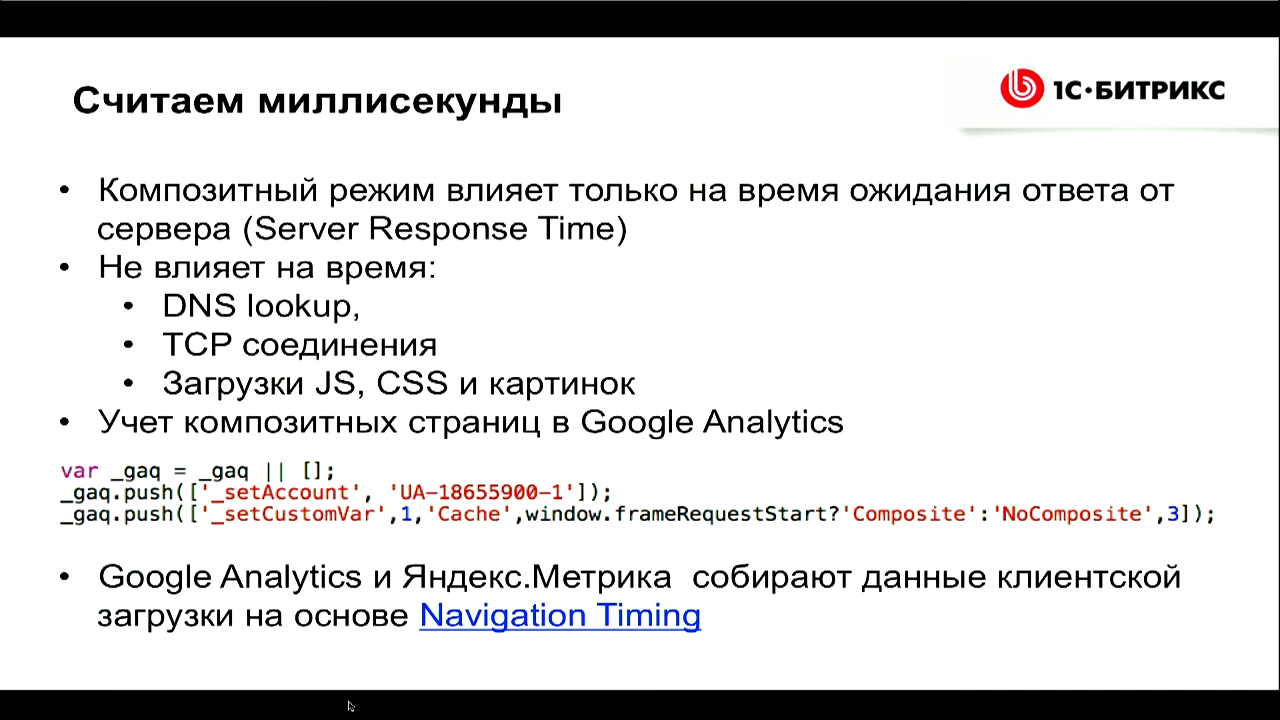 Считаем миллисекунды
1С•БИТРИКС
• Композитный режим влияет только на время ожидания ответа от
сервера (Server Response Time)
• Не влияет на время:
• DNS lookup,
• TCP соединения
• Загрузки JS, CSS и картинок
• Учет композитных страниц в Google Analytics
var _gaq = _gaq || [];
_gaq.push(['_setAccount', 'UA-18655900-1']);
_gaq.push(['_setCustomVar',1,'Cache',window.frameRequestStart?'Composite':'NoComposite',3]);
• Google Analytics и Яндекс.Метрика  собирают данные клиентской
загрузки на основе Navigation Timing